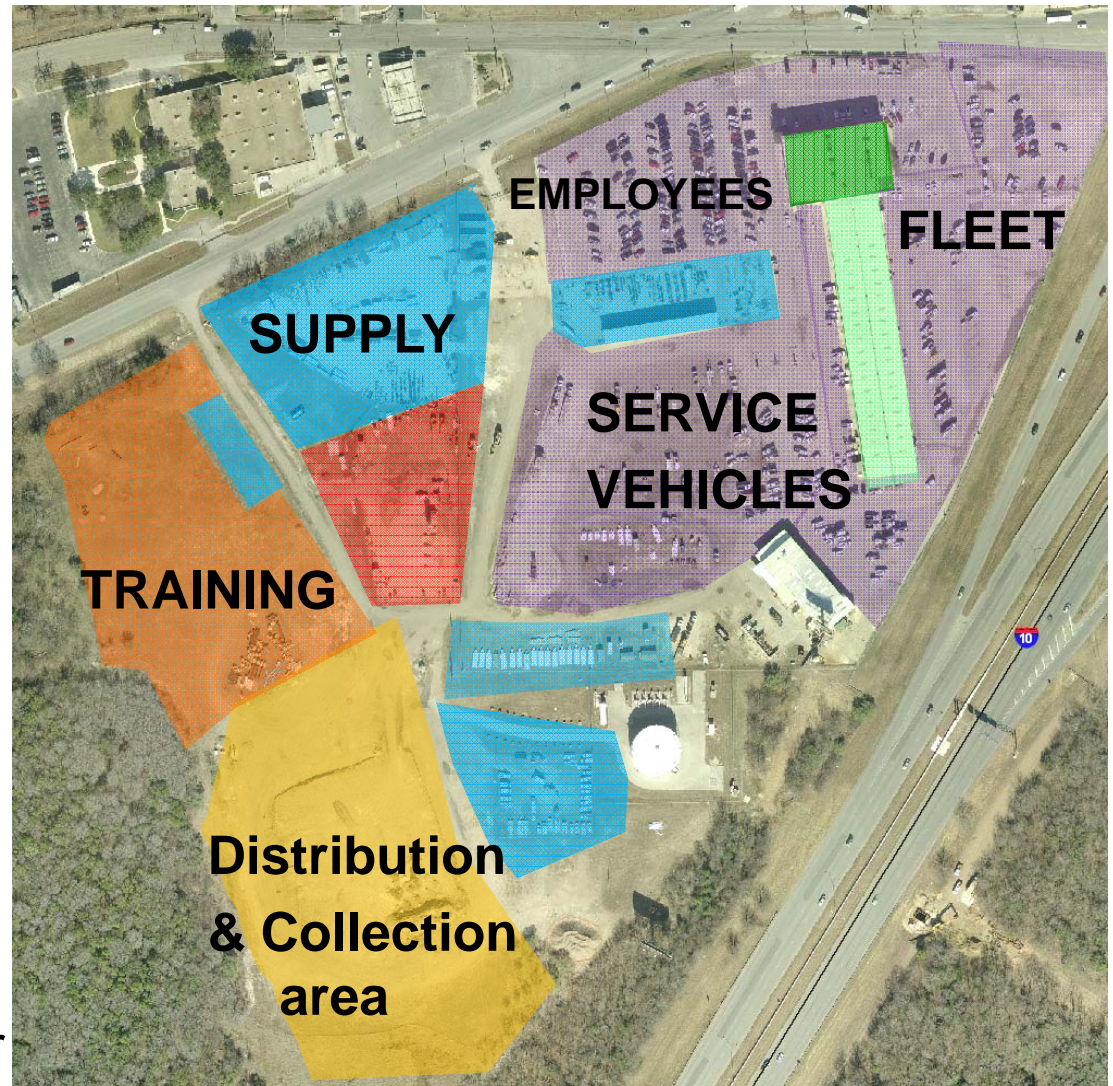 EMPLOYEES
FLEET
SUPPLY
SERVICE
VEHICLES
TRAINING
10
Distribution
& Collection
area